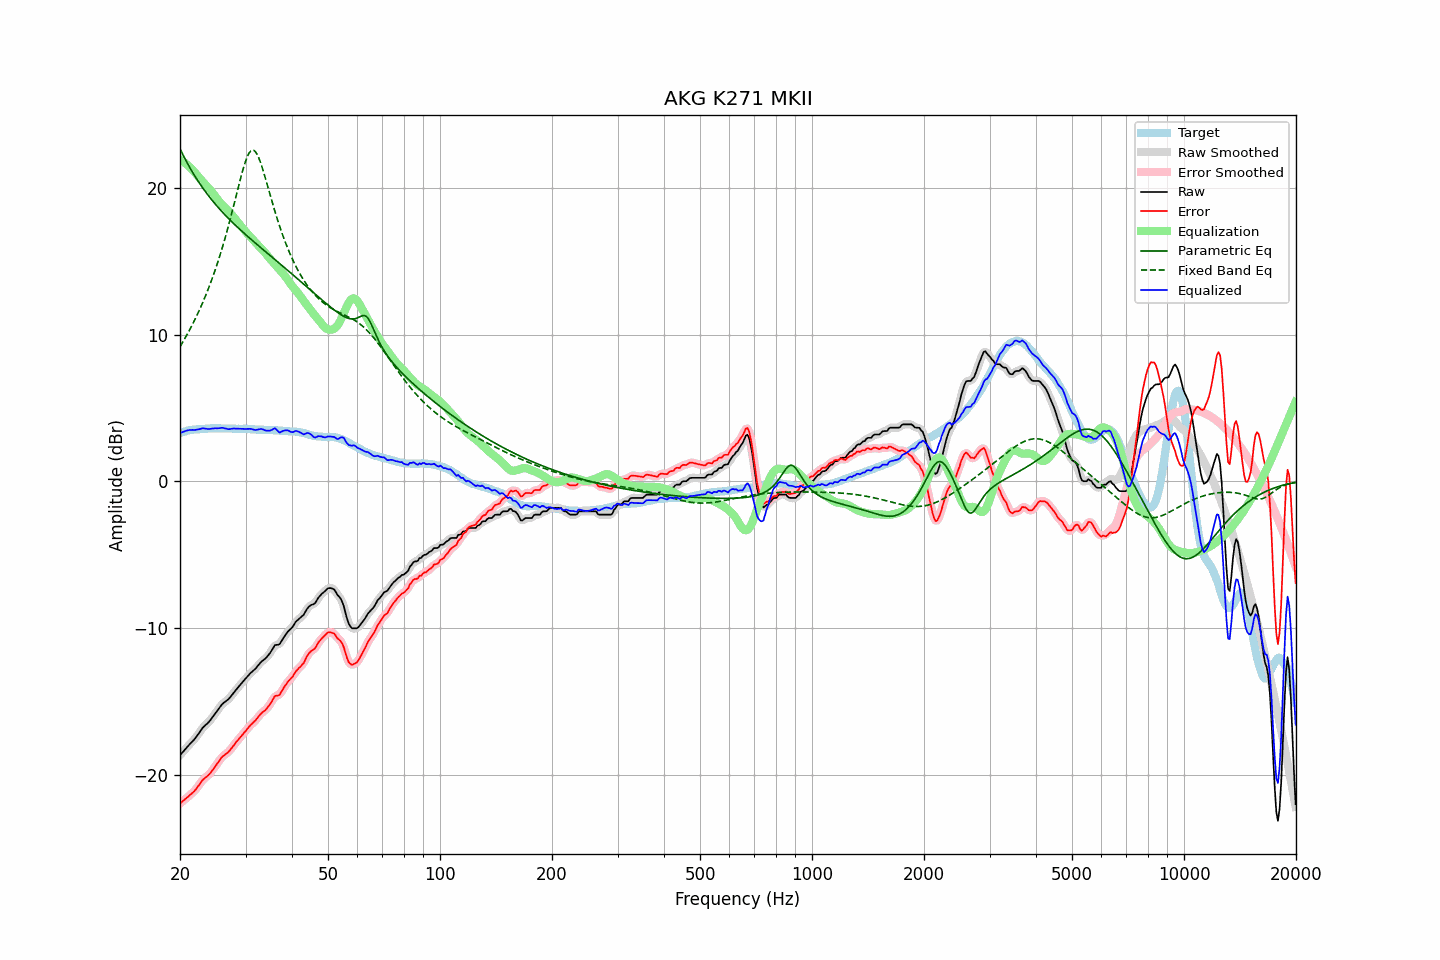 AKG K271 MKII
Target
Raw Smoothed
Error Smoothed
Raw
Error
Equalization
Parametric Eq
Fixed Band Eq
Equalized
Amplitude (dBr)
20
10
0
−10
−20
20 50 100 200 500 1000 2000 5000 10000 20000
Frequency (Hz)